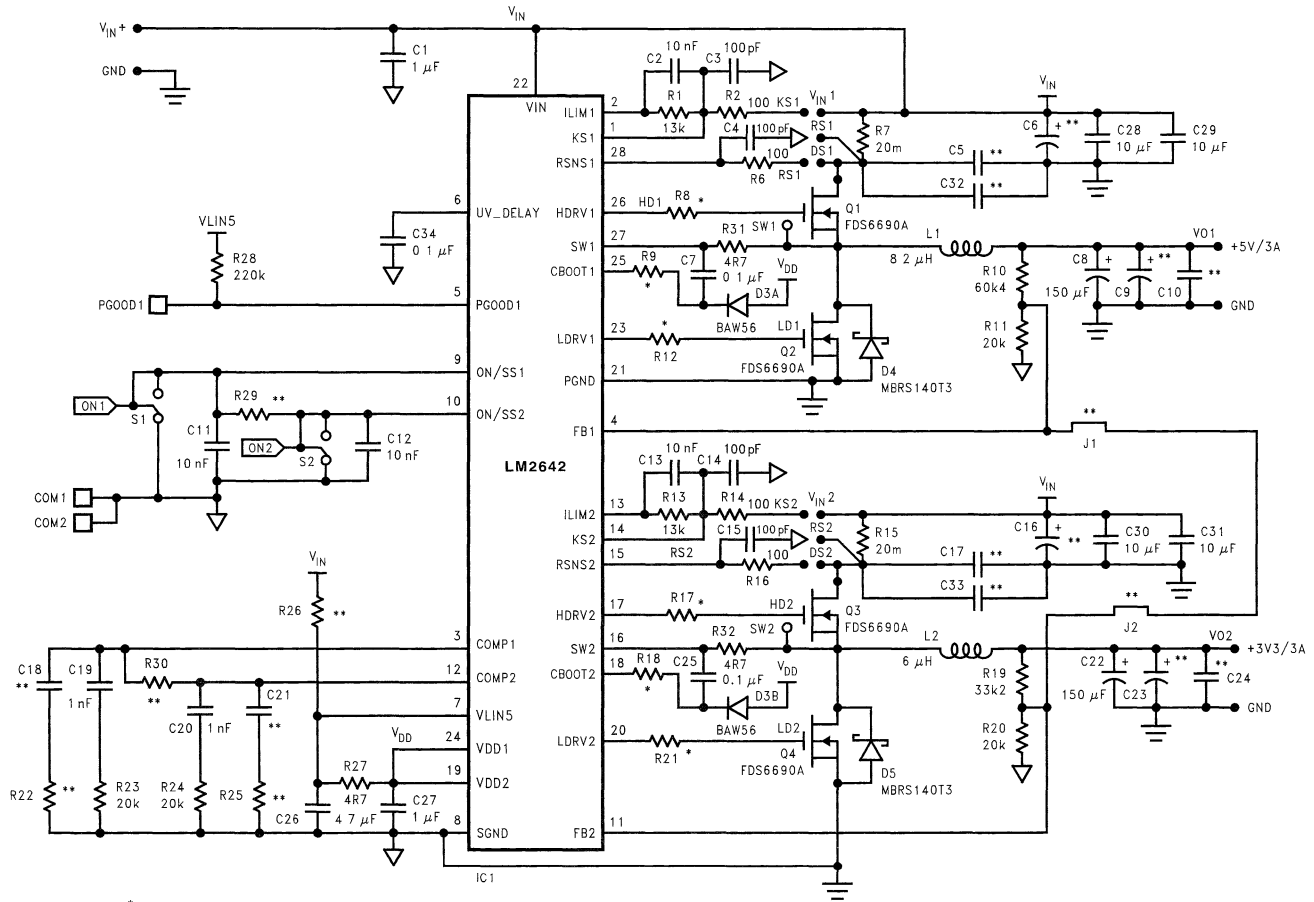 VIN+
VIN
C1
1 µF
GND
22
VIN
10 nF
100 pF
C2
C3
2
ILIM1
R1
13k
R2
100
KS1
VIN1
1
KS1
C4
100 pF
RS1
28
RSNS1
100
R6
RS1
DS1
R7
20m
VIN
C6
+
**
C28
10 µF
C29
10 µF
C5
**
C32
**
6
UV_DELAY
C34
0 1 µF
26
HDRV1
HD1
R8
*
Q1
FDS6690A
VLIN5
R28
220k
27
SW1
R31
4R7
SW1
L1
8 2 µH
VO1
+5V/3A
25
CBOOT1
R9
*
C7
0 1 µF
VDD
D3A
BAW56
R10
60k4
C8
+
150 µF
+
**
C9
**
C10
GND
PGOOD1
5
PGOOD1
23
LDRV1
*
R12
LD1
Q2
FDS6690A
D4
MBRS140T3
R11
20k
9
ON/SS1
21
PGND
ON1
S1
R29
**
10
ON/SS2
4
FB1
**
J1
C11
10 nF
ON2
S2
C12
10 nF
LM2642
10 nF
100 pF
C13
C14
COM1
COM2
13
ILIM2
R13
13k
R14
100
KS2
VIN2
14
KS2
C15
100 pF
RS2
15
RSNS2
RS2
100
R16
DS2
R15
20m
VIN
C16
+
**
C30
10 µF
C31
10 µF
C17
**
C33
**
VIN
R26
**
17
HDRV2
R17
*
HD2
Q3
FDS6690A
**
J2
3
COMP1
16
SW2
R32
4R7
SW2
L2
6 µH
VO2
+3V3/3A
C18
**
C19
1 nF
R30
**
12
COMP2
18
CBOOT2
R18
*
C25
0.1 µF
VDD
D3B
BAW56
R19
33k2
C22
+
150 µF
+
**
C23
**
C24
GND
C20
1 nF
C21
**
7
VLIN5
VDD
24
VDD1
20
LDRV2
R21
*
LD2
Q4
FDS6690A
D5
MBRS140T3
R20
20k
R22
**
R23
20k
R24
20k
R25
**
C26
4 7 µF
R27
4R7
C27
1 µF
19
VDD2
8
SGND
11
FB2
IC1
*